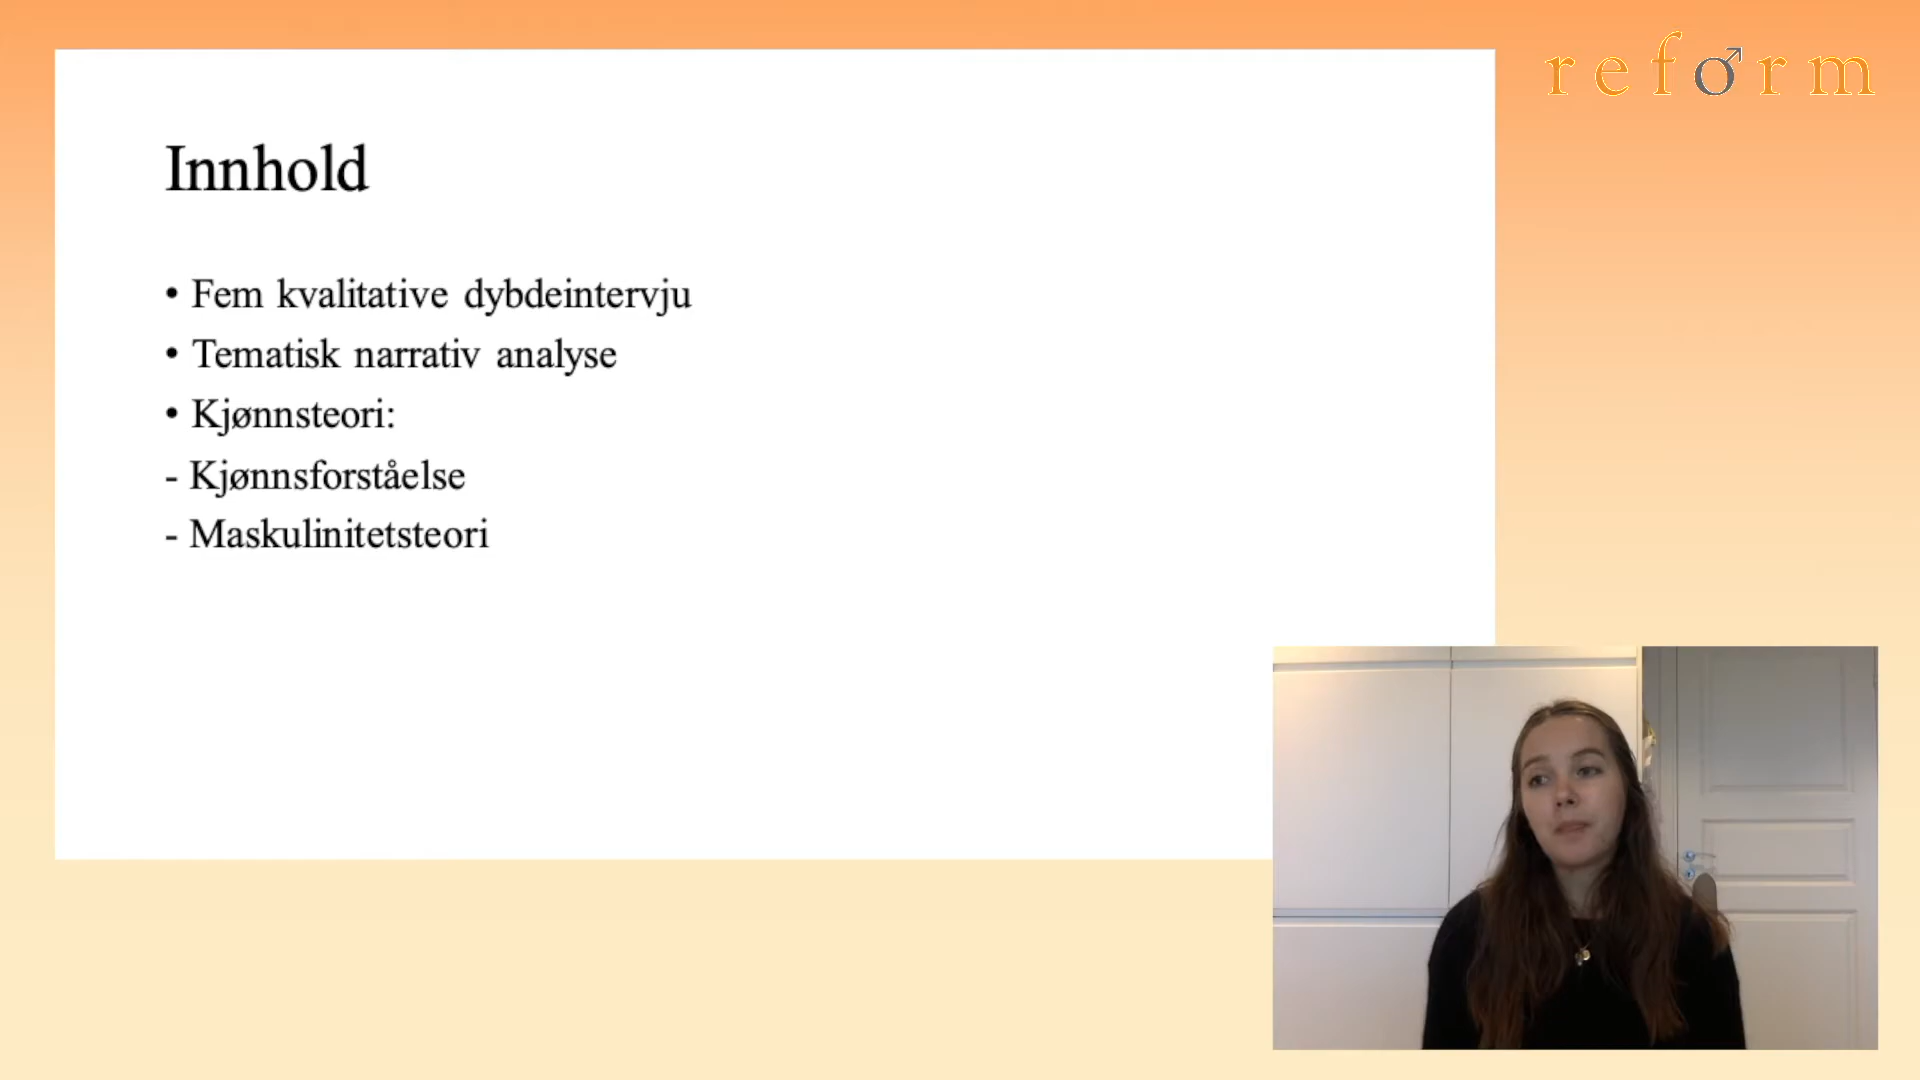 reform
Innhold
• Fem kvalitative dybdeintervju
• Tematisk narrativ analyse
• Kjønnsteori:
- Kjønnsforståelse
- Maskulinitetsteori